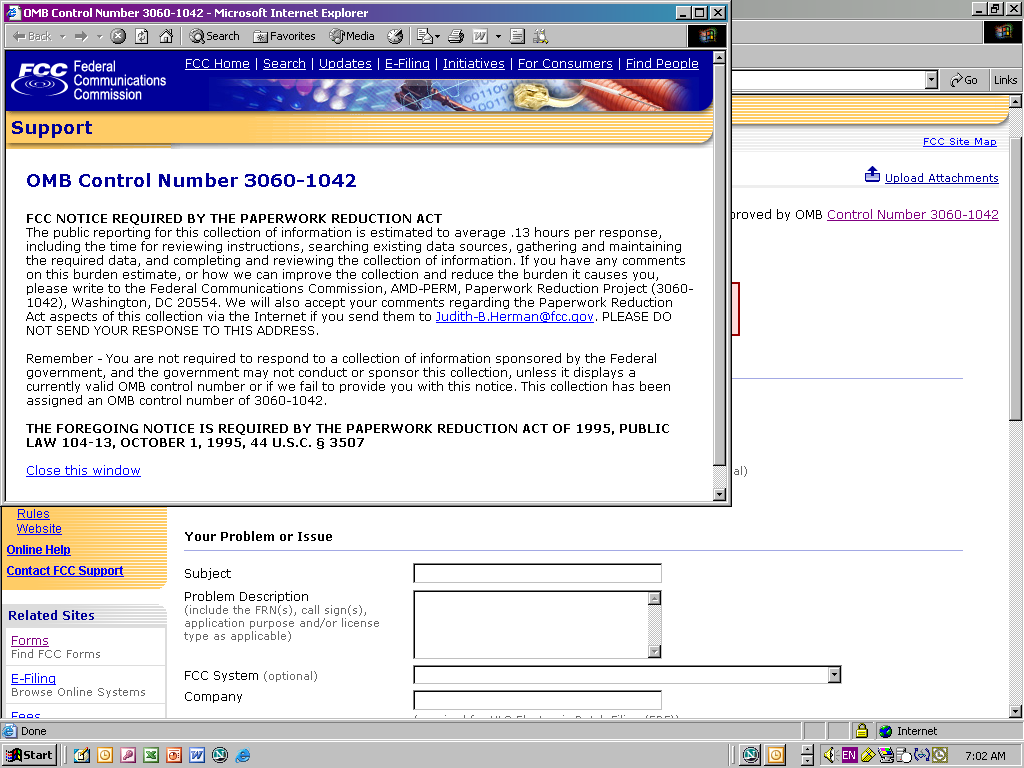 OMB Control Number 3060-1042 - Microsoft Internet Explorer
Back Search Favorites Media
FCC Federal Communications Commission
FCC Home | Search | Updates | E-Filing | Initiatives | For Consumers | Find People
Support
OMB Control Number 3060-1042
FCC NOTICE REQUIRED BY THE PAPERWORK REDUCTION ACT
The public reporting for this collection of information is estimated to average .13 hours per response,
including the time for reviewing instructions, searching existing data sources, gathering and maintaining
the required data, and completing and reviewing the collection of information. If you have any comments
on this burden estimate, or how we can improve the collection and reduce the burden it causes you,
please write to the Federal Communications Commission, AMD-PERM, Paperwork Reduction Project (3060-
1042), Washington, DC 20554. We will also accept your comments regarding the Paperwork Reduction
Act aspects of this collection via the Internet if you send them to Judith-B.Herman@fcc.gov. PLEASE DO
NOT SEND YOUR RESPONSE TO THIS ADDRESS.
Remember - You are not required to respond to a collection of information sponsored by the Federal
government, and the government may not conduct or sponsor this collection, unless it displays a
currently valid OMB control number or if we fail to provide you with this notice. This collection has been
assigned an OMB control number of 3060-1042.
THE FOREGOING NOTICE IS REQUIRED BY THE PAPERWORK REDUCTION ACT OF 1995, PUBLIC
LAW 104-13, OCTOBER 1, 1995, 44 U.S.C. § 3507
Close this window
Go Links
FCC Site Map
Upload Attachments
proved by OMB Control Number 3060-1042
al)
Rules
Website
Online Help
Contact FCC Support
Related Sites
Forms
Find FCC Forms
E-Filing
Browse Online Systems
Fees
Your Problem or Issue
Subject
Problem Description
(include the FRN(s), call sign(s),
application purpose and/or license
type as applicable)
FCC System (optional)
Company
Done
Internet
Start
EN
7:02 AM